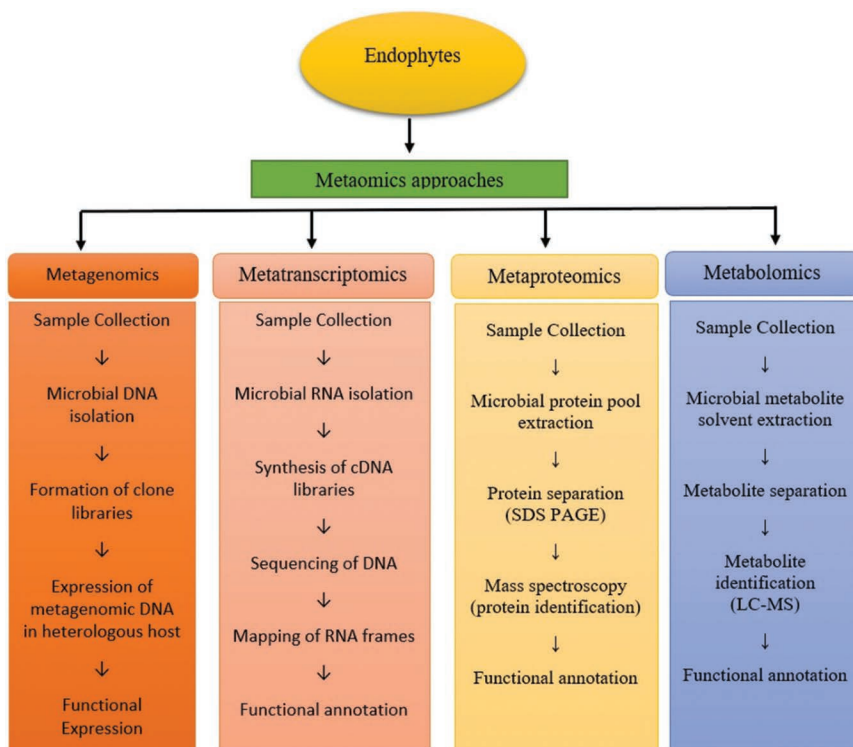 Endophytes
Metaomics approaches
Metagenomics
Sample Collection
↓
Microbial DNA
isolation
↓
Formation of clone
libraries
↓
Expression of
metagenomic DNA
in heterologous host
↓
Functional
Expression
Metatranscriptomics
Sample Collection
↓
Microbial RNA isolation
↓
Synthesis of cDNA
libraries
↓
Sequencing of DNA
↓
Mapping of RNA frames
↓
Functional annotation
Metaproteomics
Sample Collection
↓
Microbial protein pool
extraction
↓
Protein separation
(SDS PAGE)
↓
Mass spectroscopy
(protein identification)
↓
Functional annotation
Metabolomics
Sample Collection
↓
Microbial metabolite
solvent extraction
↓
Metabolite separation
↓
Metabolite
identification
(LC-MS)
↓
Functional annotation